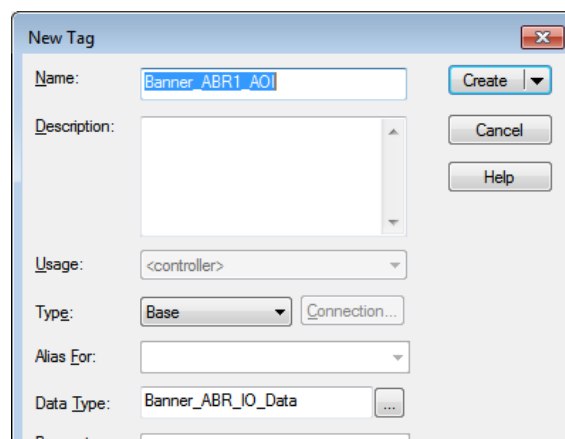 New Tag
Name: Banner_ABR1_AOI Create
Description: Cancel
Help
Usage: <controller>
Type: Base Connection...
Alias For:
Data Type: Banner_ABR_IO_Data ...